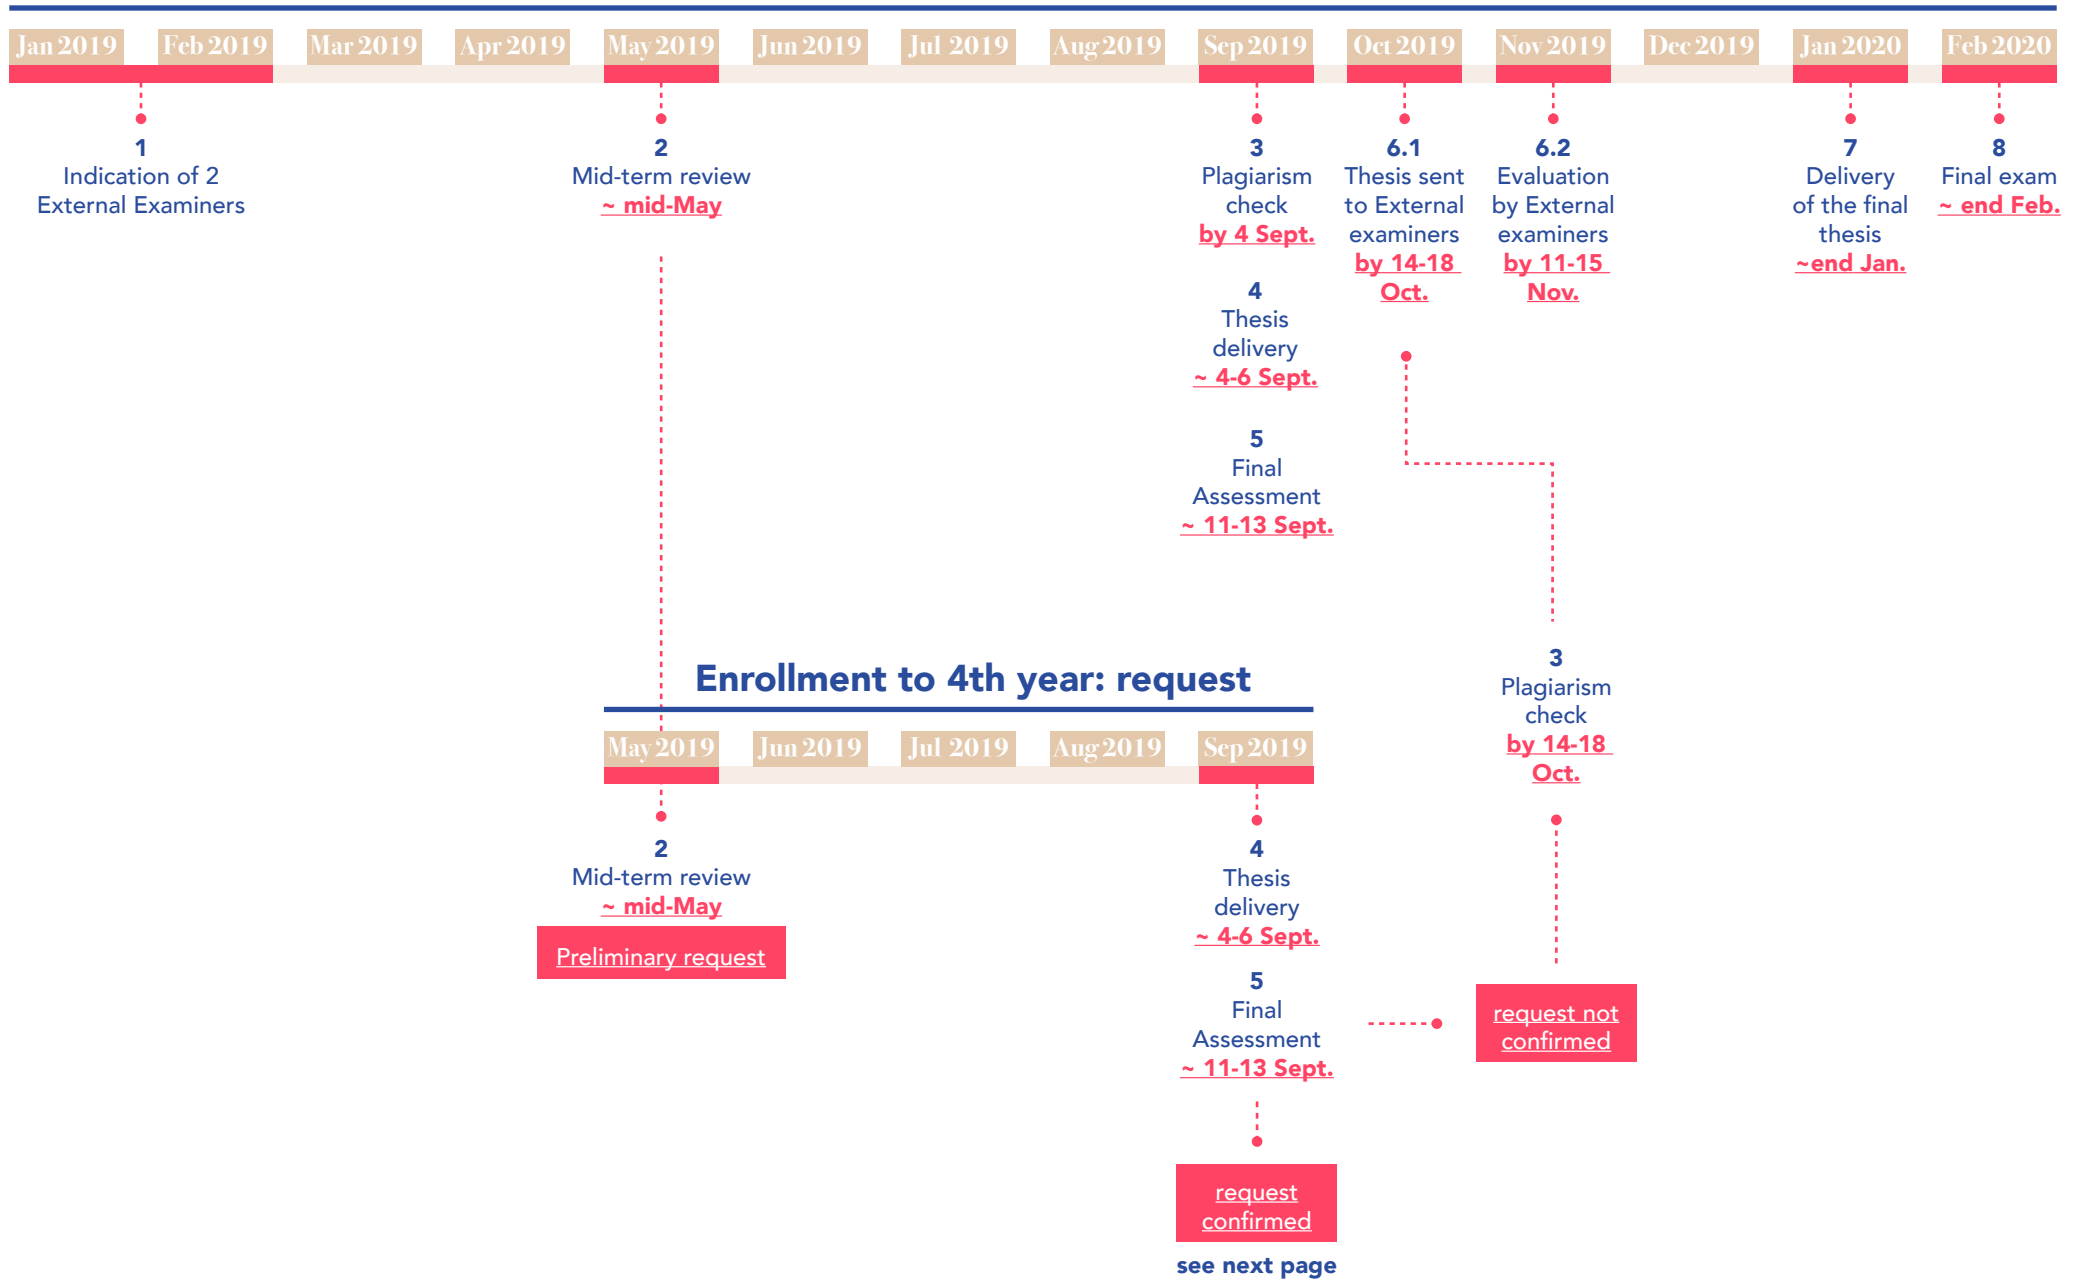 Jan 2019 Feb 2019 Mar 2019 Apr 2019 May 2019 Jun 2019 Jul 2019 Aug 2019 Sep 2019 Oct 2019 Nov 2019 Dec 2019 Jan 2020 Feb 2020
1
Indication of 2
External Examiners
2
Mid-term review
~ mid-May
3
Plagiarism
check
by 4 Sept.
4
Thesis
delivery
~ 4-6 Sept.
5
Final
Assessment
~ 11-13 Sept.
6.1
Thesis sent
to External
examiners
by 14-18
Oct.
6.2
Evaluation
by External
examiners
by 11-15
Nov.
7
Delivery
of the final
thesis
~end Jan.
8
Final exam
~ end Feb.
Enrollment to 4th year: request
May 2019 Jun 2019 Jul 2019 Aug 2019 Sep 2019
2
Mid-term review
~ mid-May
Preliminary request
4
Thesis
delivery
~ 4-6 Sept.
5
Final
Assessment
~ 11-13 Sept.
request
confirmed
see next page
3
Plagiarism
check
by 14-18
Oct.
request not
confirmed